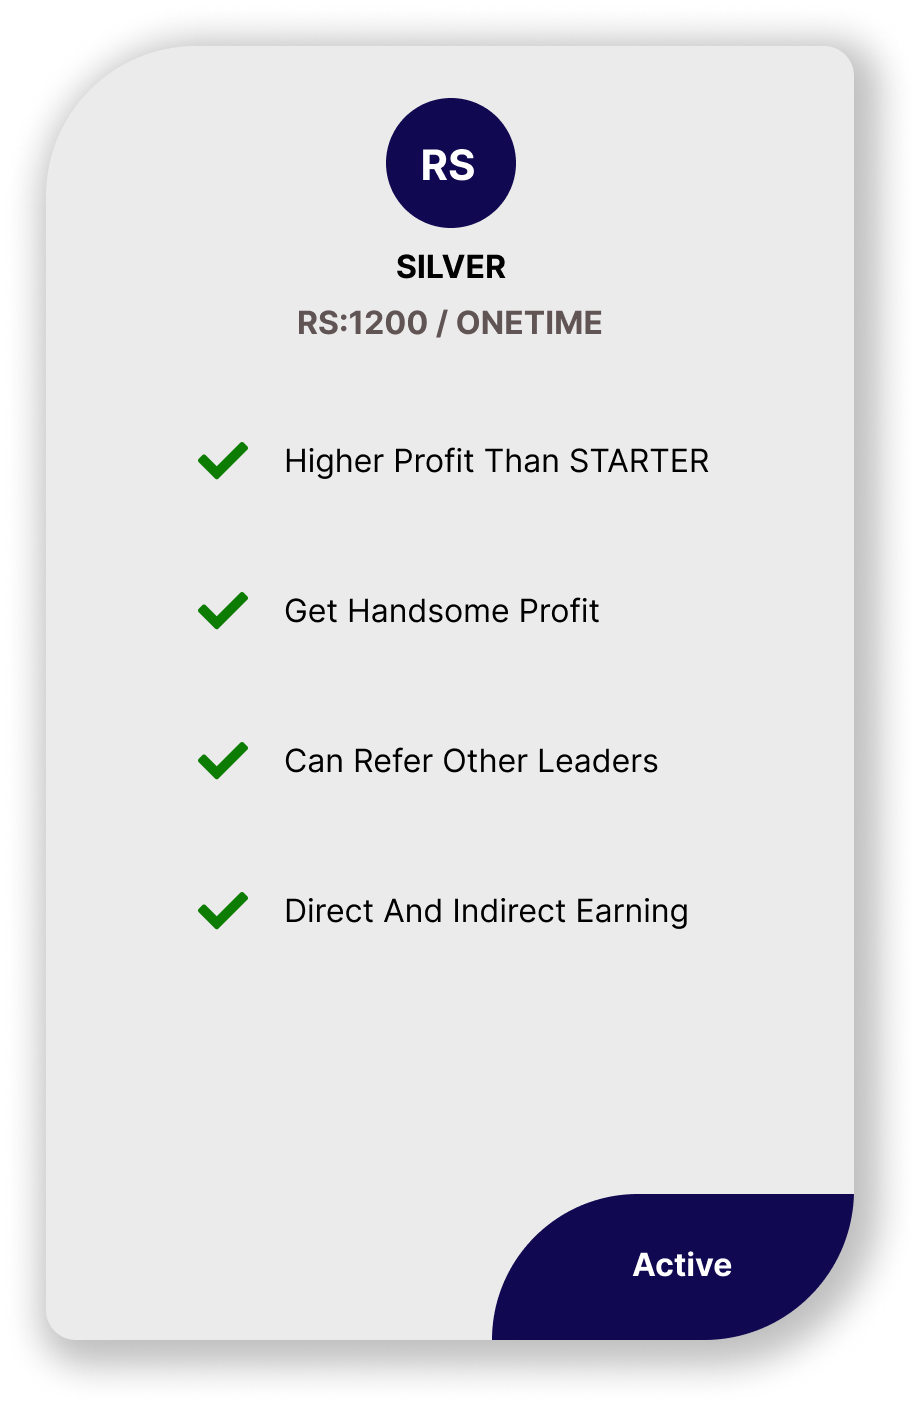 RS
SILVER
RS:1200 / ONETIME
Higher Profit Than STARTER
Get Handsome Profit
Can Refer Other Leaders
Direct And Indirect Earning
Active